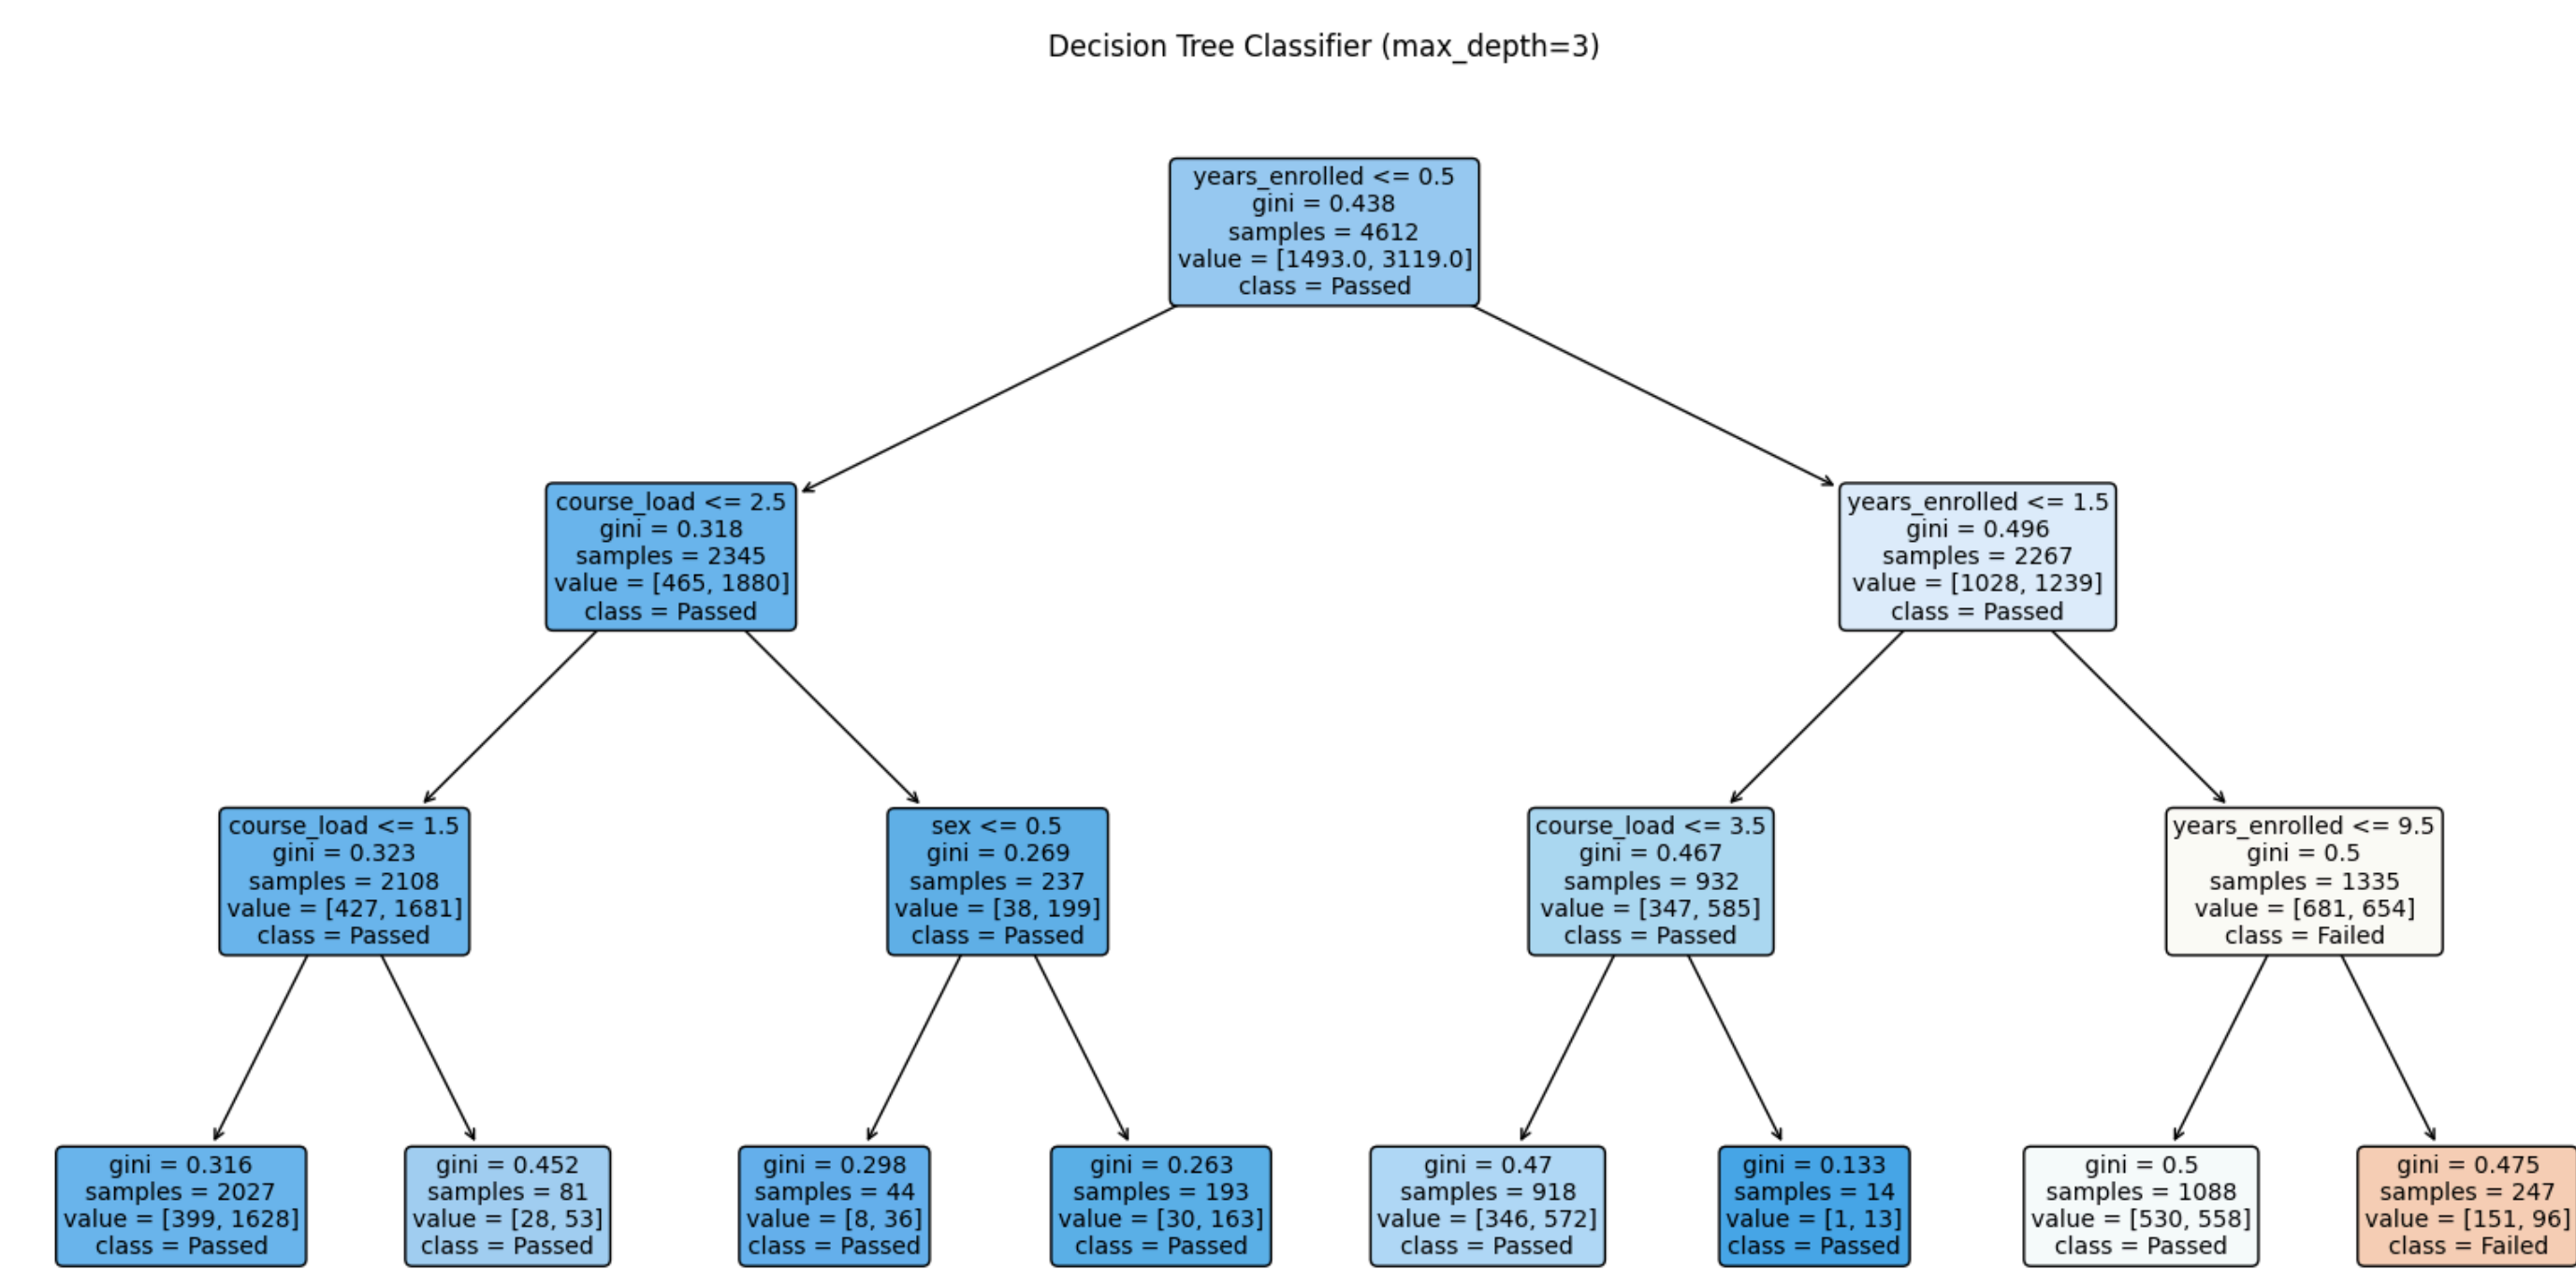 Decision Tree Classifier (max_depth=3)
years_enrolled <= 0.5
gini = 0.438
samples = 4612
value = [1493.0, 3119.0]
class = Passed
course_load <= 2.5
gini = 0.318
samples = 2345
value = [465, 1880]
class = Passed
years_enrolled <= 1.5
gini = 0.496
samples = 2267
value = [1028, 1239]
class = Passed
course_load <= 1.5
gini = 0.323
samples = 2108
value = [427, 1681]
class = Passed
sex <= 0.5
gini = 0.269
samples = 237
value = [38, 199]
class = Passed
course_load <= 3.5
gini = 0.467
samples = 932
value = [347, 585]
class = Passed
years_enrolled <= 9.5
gini = 0.5
samples = 1335
value = [681, 654]
class = Failed
gini = 0.316
samples = 2027
value = [399, 1628]
class = Passed
gini = 0.452
samples = 81
value = [28, 53]
class = Passed
gini = 0.298
samples = 44
value = [8, 36]
class = Passed
gini = 0.263
samples = 193
value = [30, 163]
class = Passed
gini = 0.47
samples = 918
value = [346, 572]
class = Passed
gini = 0.133
samples = 14
value = [1, 13]
class = Passed
gini = 0.5
samples = 1088
value = [530, 558]
class = Passed
gini = 0.475
samples = 247
value = [151, 96]
class = Failed